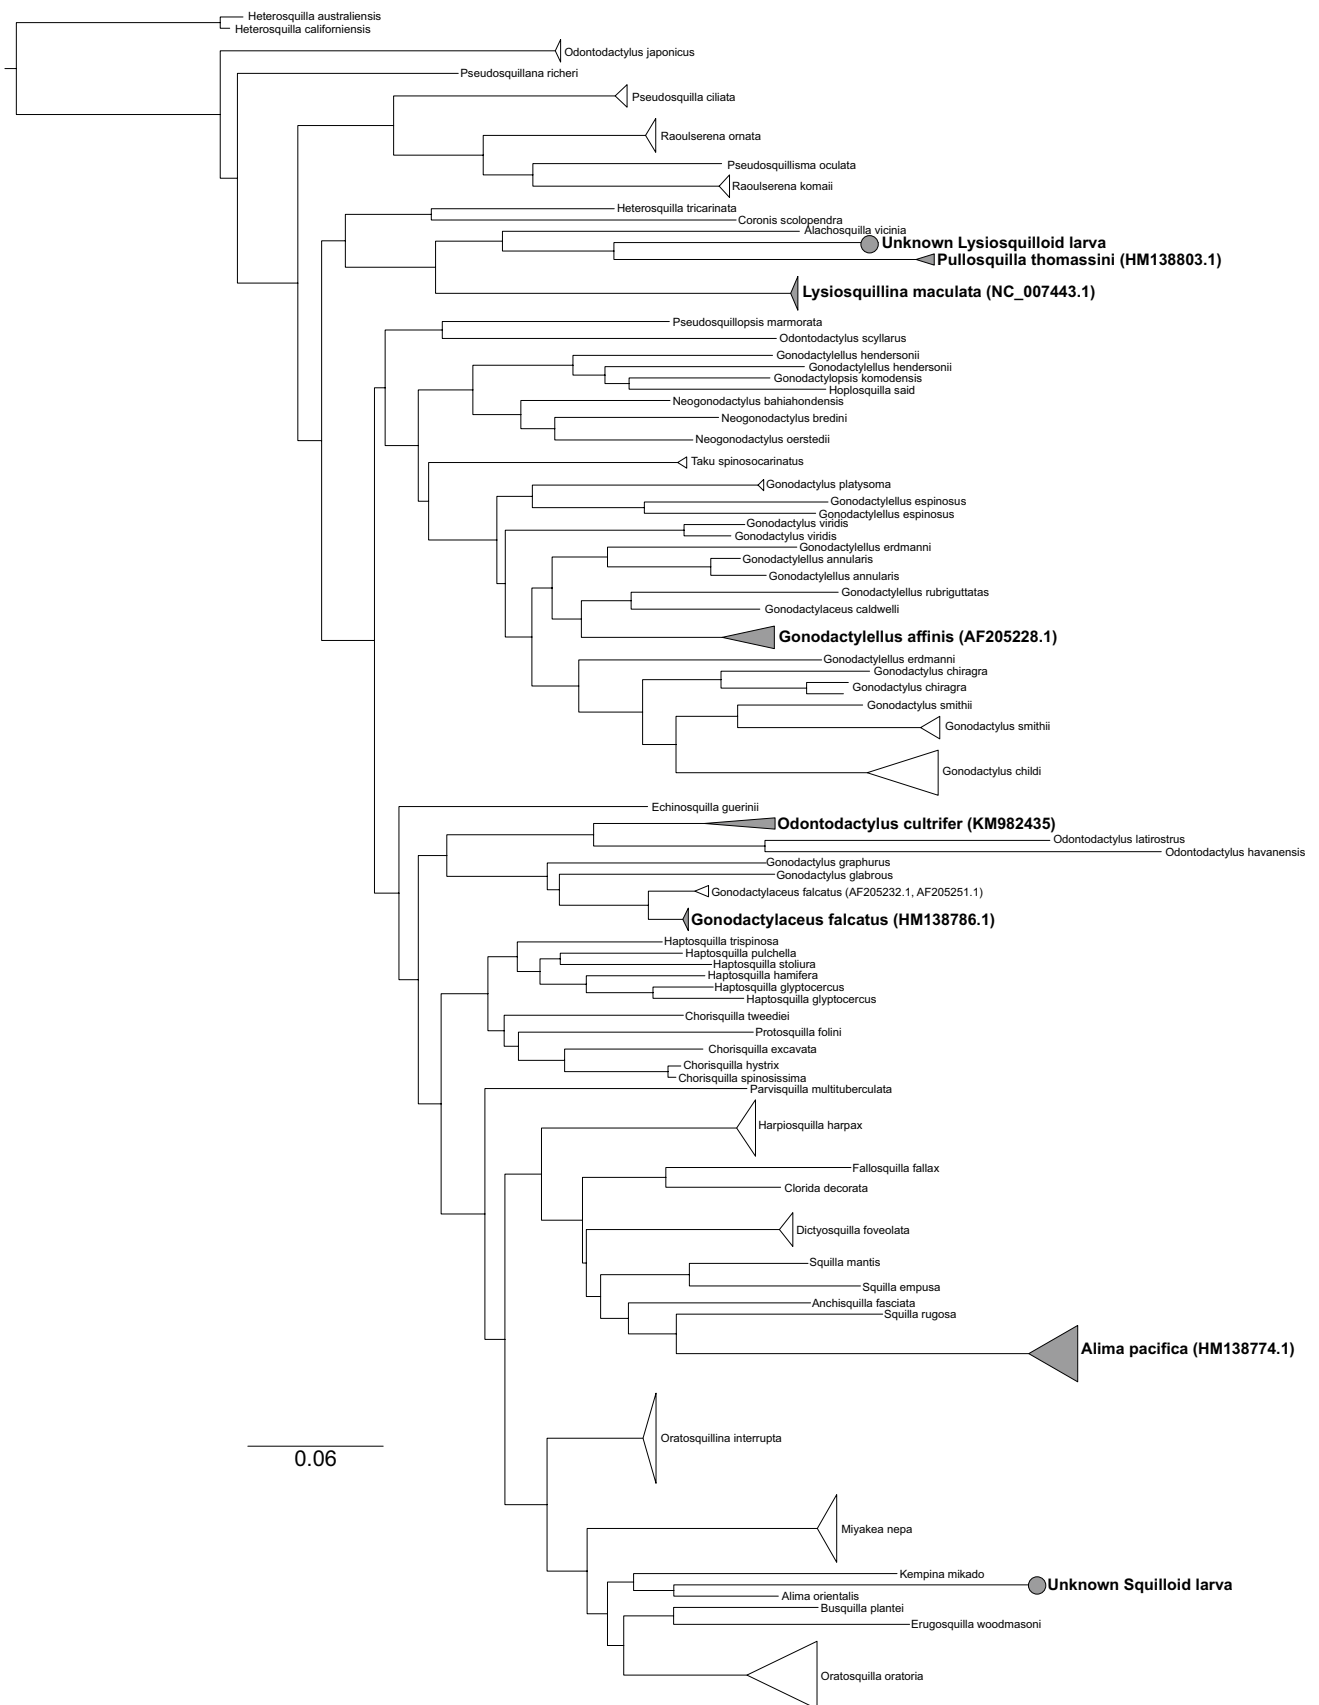 Heterosquilla australiensis
Heterosquilla californiensis
Odontodactylus japonicus
Pseudosquillana richeri
Pseudosquilla ciliata
Raoulserena ornata
Pseudosquillisma oculata
Raoulserena komaii
Heterosquilla tricarinata
Coronis scolopendra
Alachosquilla vicinia
Unknown Lysiosquilloid larva
Pullosquilla thomassini (HM138803.1)
Lysiosquillina maculata (NC_007443.1)
Pseudosquillopsis marmorata
Odontodactylus scyllarus
Gonodactylellus hendersonii
Gonodactylellus hendersonii
Gonodactylopsis komodensis
Hoplosquilla said
Neogonodactylus bahiahondensis
Neogonodactylus bredini
Neogonodactylus oerstedii
Taku spinosocarinatus
Gonodactylus platysoma
Gonodactylellus espinosus
Gonodactylellus espinosus
Gonodactylus viridis
Gonodactylus viridis
Gonodactylellus erdmanni
Gonodactylellus annularis
Gonodactylellus annularis
Gonodactylellus rubriguttatas
Gonodactylaceus caldwelli
Gonodactylellus affinis (AF205228.1)
Gonodactylellus erdmanni
Gonodactylus chiragra
Gonodactylus chiragra
Gonodactylus smithii
Gonodactylus smithii
Gonodactylus childi
Echinosquilla guerinii
Odontodactylus cultrifer (KM982435)
Odontodactylus latirostrus
Odontodactylus havanensis
Gonodactylus graphurus
Gonodactylus glabrous
Gonodactylaceus falcatus (AF205232.1, AF205251.1)
Gonodactylaceus falcatus (HM138786.1)
Haptosquilla trispinosa
Haptosquilla pulchella
Haptosquilla stoliura
Haptosquilla hamifera
Haptosquilla glyptocercus
Haptosquilla glyptocercus
Chorisquilla tweediei
Protosquilla folini
Chorisquilla excavata
Chorisquilla hystrix
Chorisquilla spinosissima
Parvisquilla multituberculata
Harpiosquilla harpax
Fallosquilla fallax
Clorida decorata
Dictyosquilla foveolata
Squilla mantis
Squilla empusa
Anchisquilla fasciata
Squilla rugosa
Alima pacifica (HM138774.1)
Oratosquillina interrupta
0.06
Miyakea nepa
Kempina mikado
Unknown Squilloid larva
Alima orientalis
Busquilla plantei
Erugosquilla woodmasoni
Oratosquilla oratoria